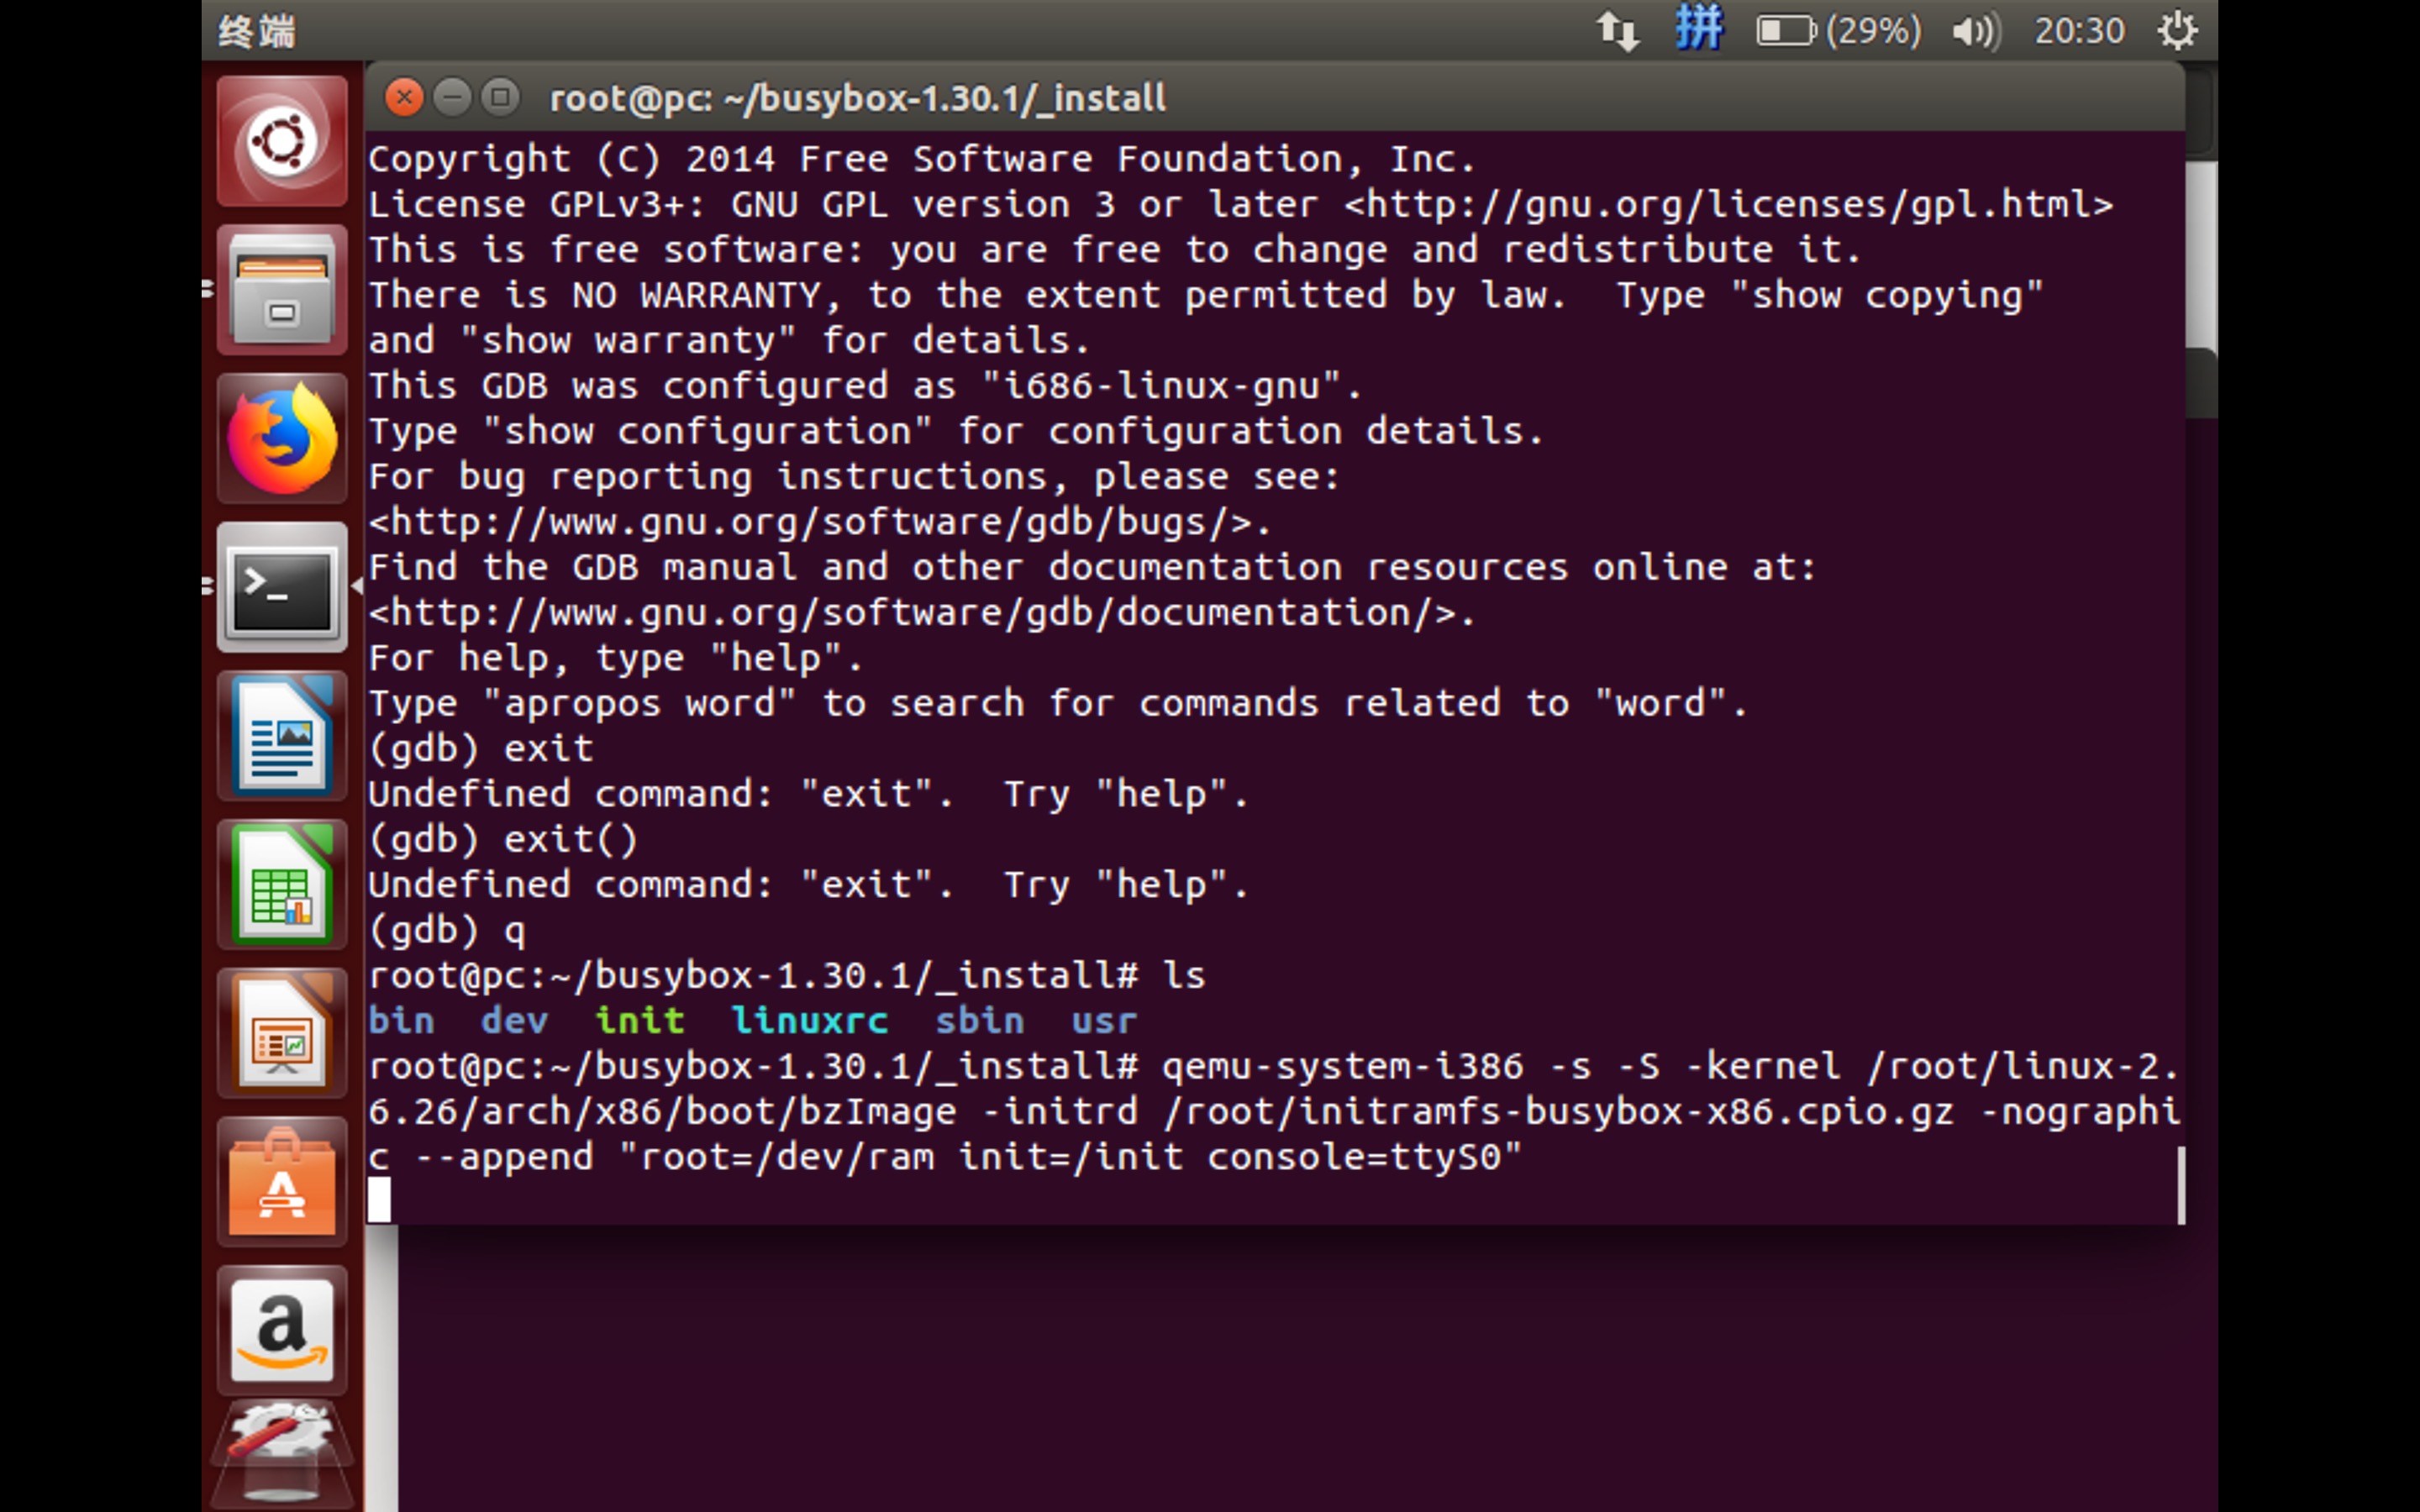 终端
拼 (29%) 20:30
root@pc: ~/busybox-1.30.1/_install
Copyright (C) 2014 Free Software Foundation, Inc.
License GPLv3+: GNU GPL version 3 or later <http://gnu.org/licenses/gpl.html>
This is free software: you are free to change and redistribute it.
There is NO WARRANTY, to the extent permitted by law.  Type "show copying"
and "show warranty" for details.
This GDB was configured as "i686-linux-gnu".
Type "show configuration" for configuration details.
For bug reporting instructions, please see:
<http://www.gnu.org/software/gdb/bugs/>.
Find the GDB manual and other documentation resources online at:
<http://www.gnu.org/software/gdb/documentation/>.
For help, type "help".
Type "apropos word" to search for commands related to "word".
(gdb) exit
Undefined command: "exit".  Try "help".
(gdb) exit()
Undefined command: "exit".  Try "help".
(gdb) q
root@pc:~/busybox-1.30.1/_install# ls
bin  dev  init  linuxrc  sbin  usr
root@pc:~/busybox-1.30.1/_install# qemu-system-i386 -s -S -kernel /root/linux-2.
6.26/arch/x86/boot/bzImage -initrd /root/initramfs-busybox-x86.cpio.gz -nographi
c --append "root=/dev/ram init=/init console=ttyS0"